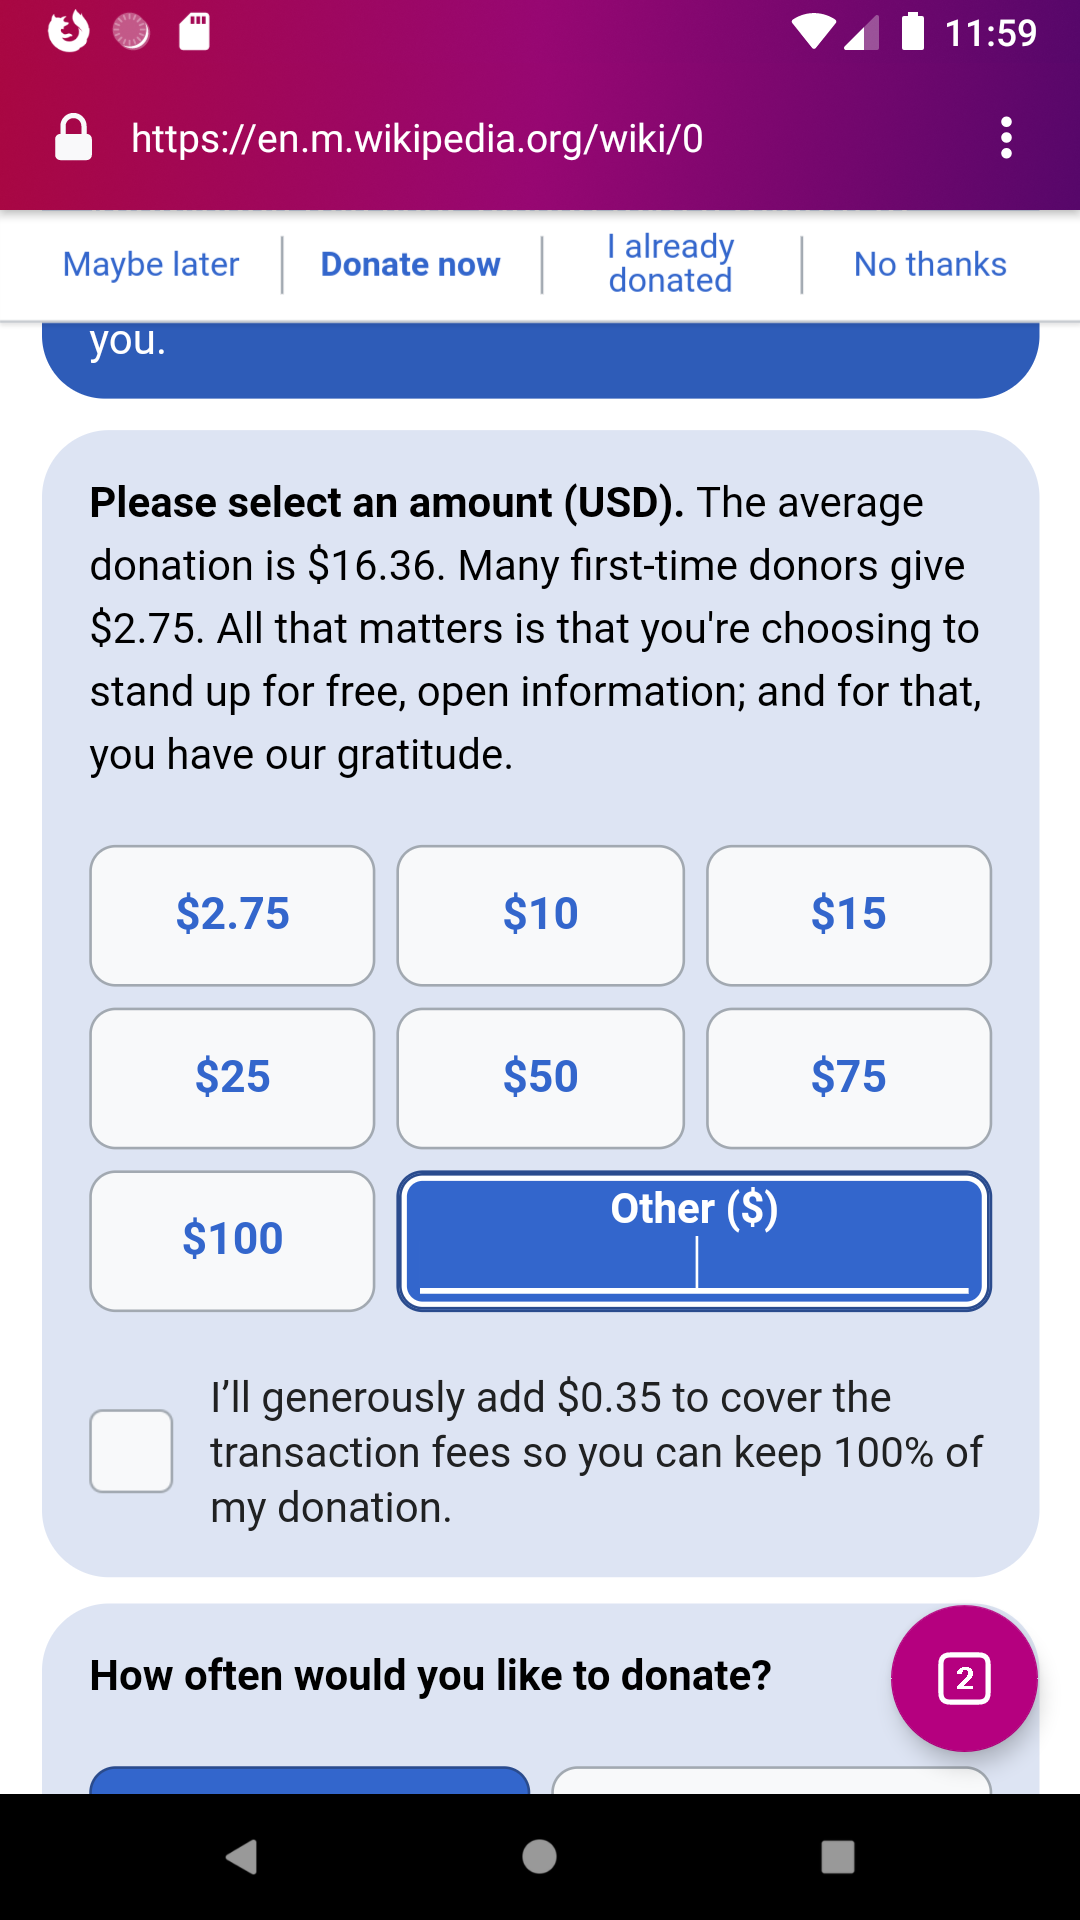 11:59
https://en.m.wikipedia.org/wiki/0
Maybe later
Donate now
I already
donated
No thanks
you.
Please select an amount (USD). The average
donation is $16.36. Many first-time donors give
$2.75. All that matters is that you're choosing to
stand up for free, open information; and for that,
you have our gratitude.
$2.75
$10
$15
$25
$50
$75
$100
Other ($)
I’ll generously add $0.35 to cover the
transaction fees so you can keep 100% of
my donation.
How often would you like to donate?
2